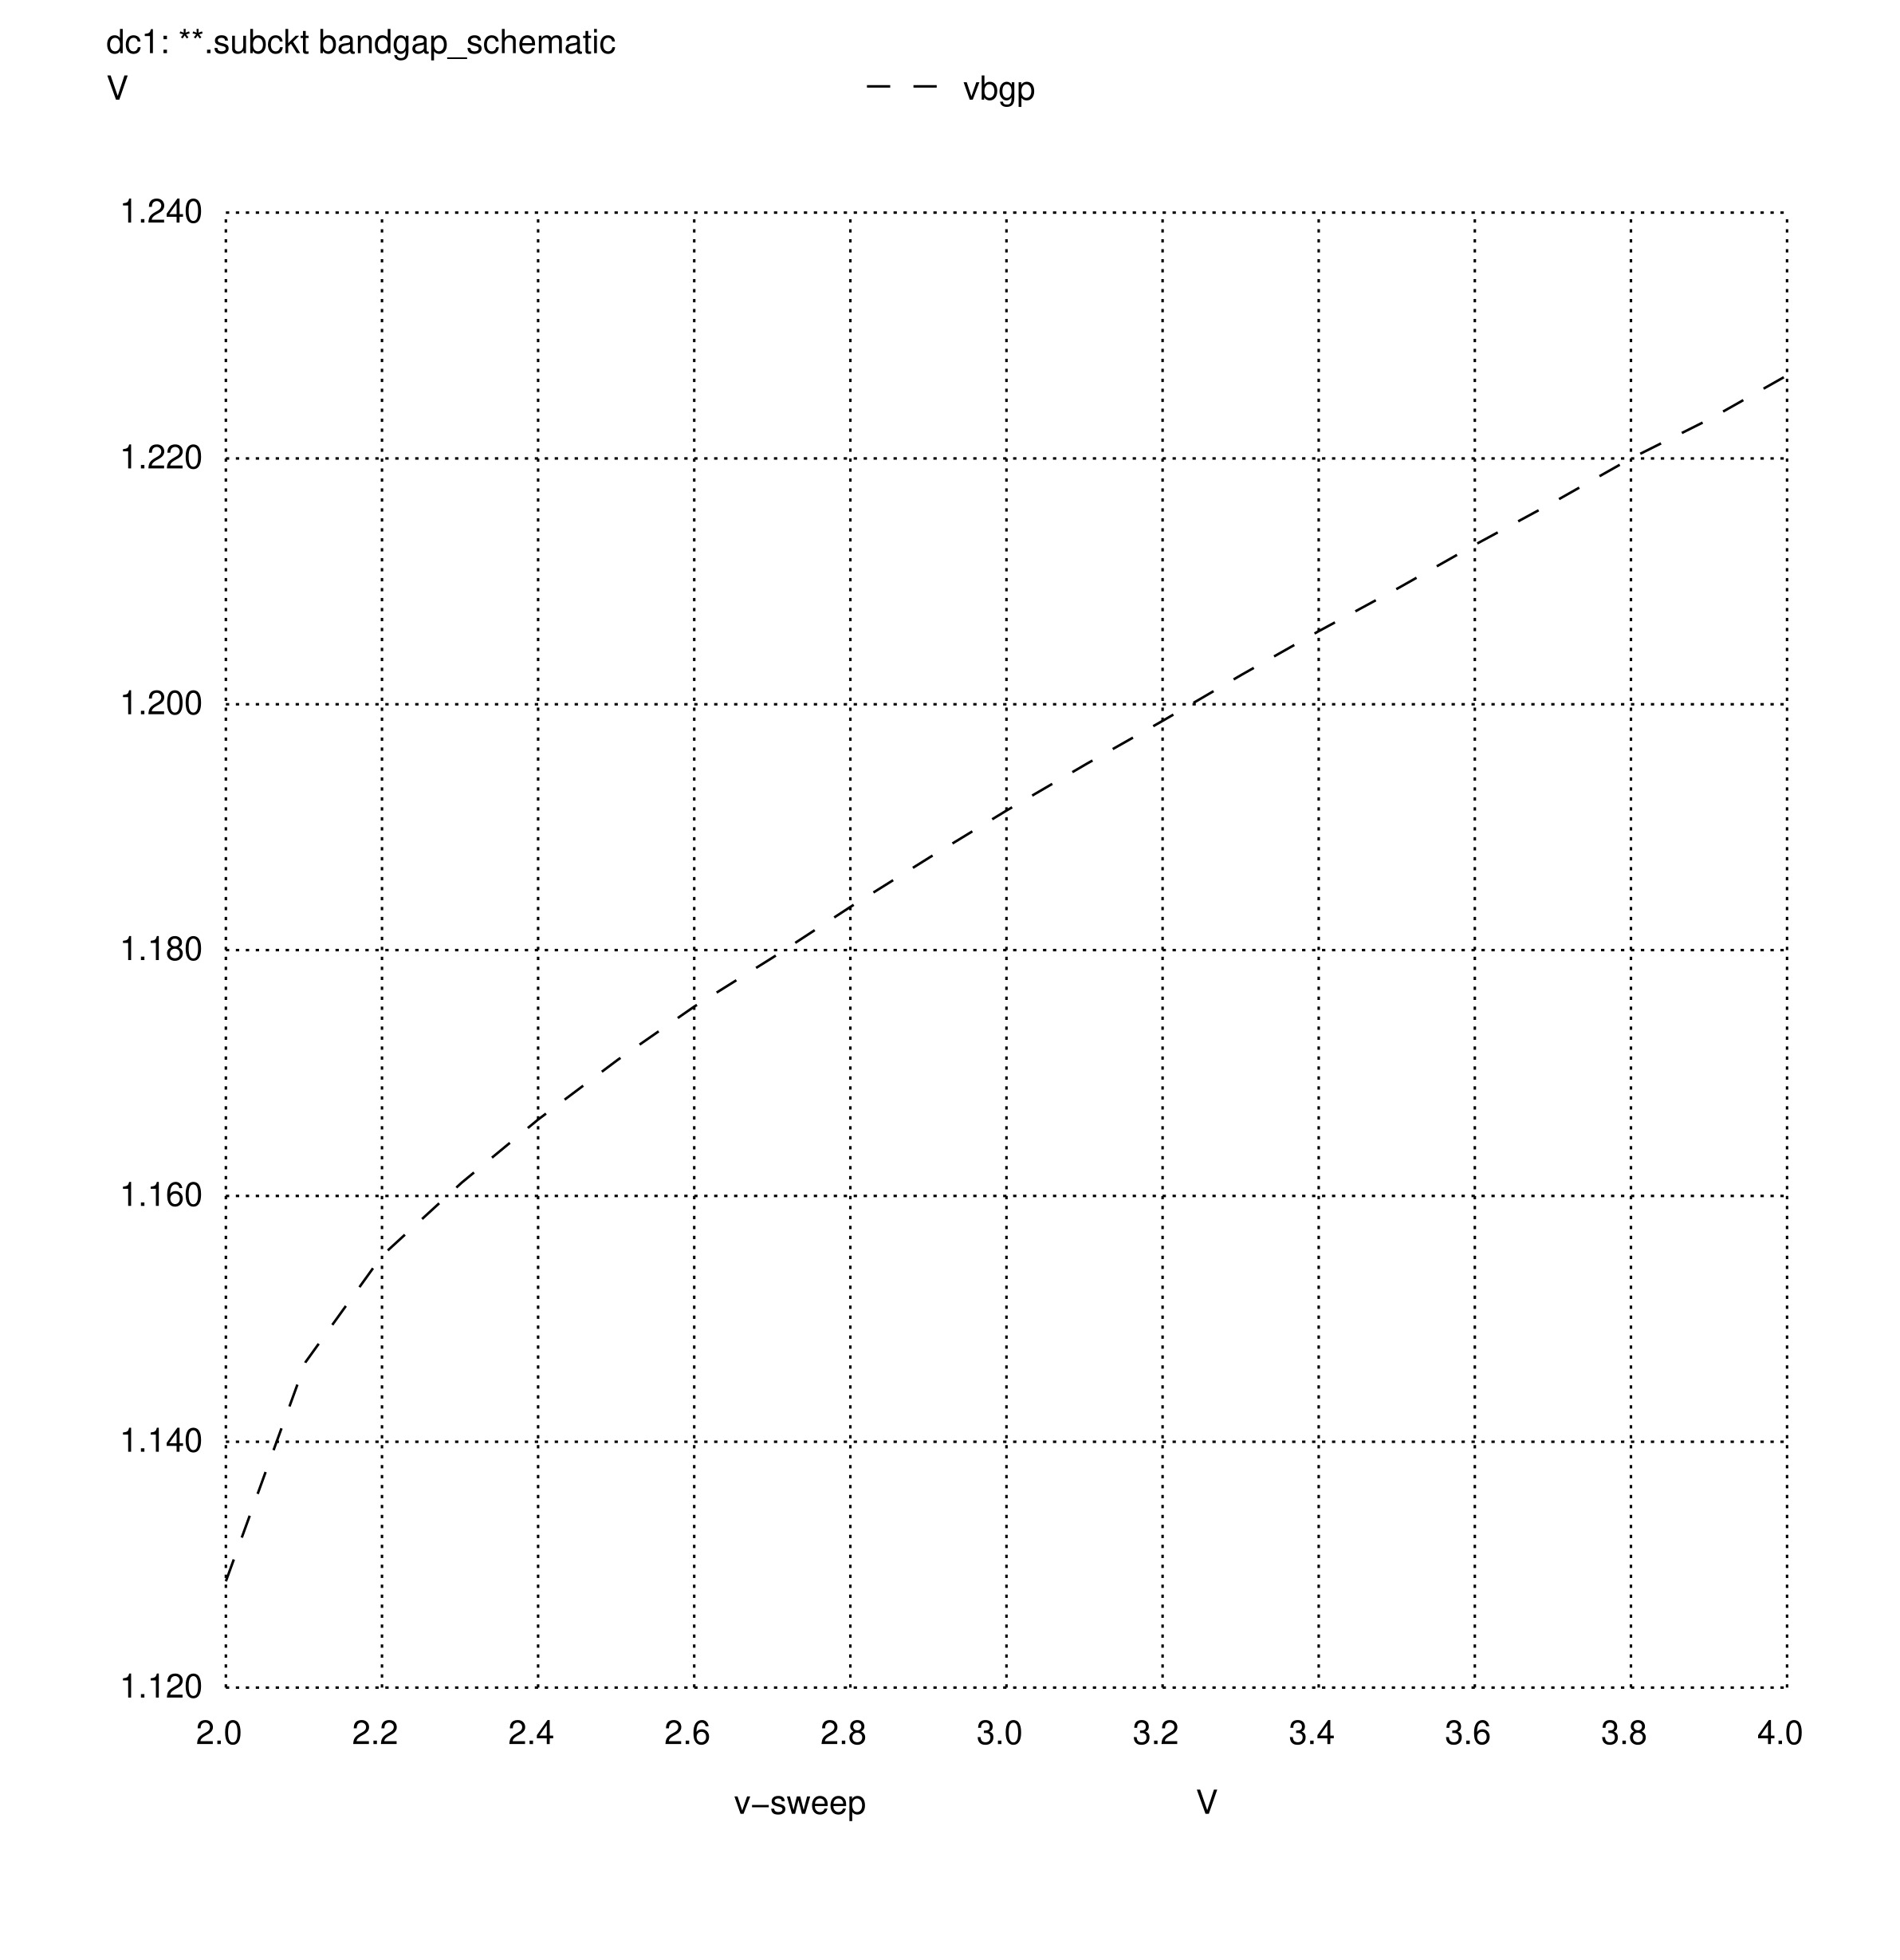 dc1: **.subckt bandgap_schematic
V
vbgp
1.240
1.220
1.200
1.180
1.160
1.140
1.120
2.0 2.2 2.4 2.6 2.8 3.0 3.2 3.4 3.6 3.8 4.0
v−sweep V